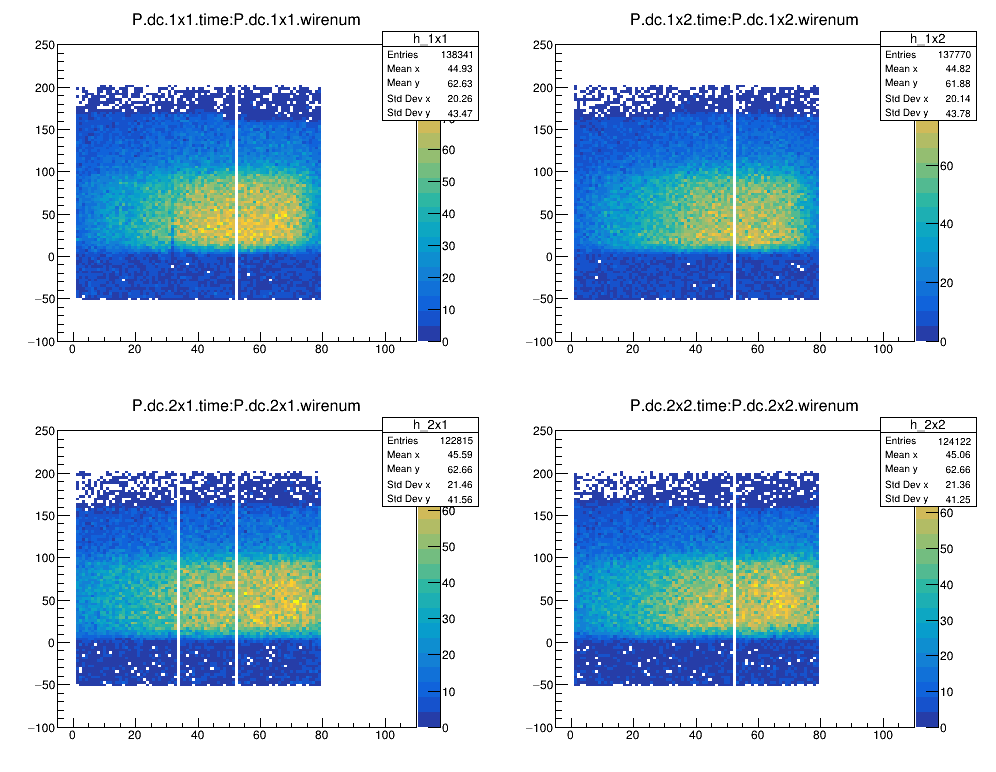 P.dc.1x1.time:P.dc.1x1.wirenum
h_1x1
Entries 138341
Mean x 44.93
Mean y 62.63
Std Dev x 20.26
Std Dev y 43.47
250
200
150
100
50
0
−50
−100
0 20 40 60 80 100
60
50
40
30
20
10
0
P.dc.1x2.time:P.dc.1x2.wirenum
h_1x2
Entries 137770
Mean x 44.82
Mean y 61.88
Std Dev x 20.14
Std Dev y 43.78
250
200
150
100
50
0
−50
−100
0 20 40 60 80 100
60
40
20
0
P.dc.2x1.time:P.dc.2x1.wirenum
h_2x1
Entries 122815
Mean x 45.59
Mean y 62.66
Std Dev x 21.46
Std Dev y 41.56
250
200
150
100
50
0
−50
−100
0 20 40 60 80 100
60
50
40
30
20
10
0
P.dc.2x2.time:P.dc.2x2.wirenum
h_2x2
Entries 124122
Mean x 45.06
Mean y 62.66
Std Dev x 21.36
Std Dev y 41.25
250
200
150
100
50
0
−50
−100
0 20 40 60 80 100
60
50
40
30
20
10
0